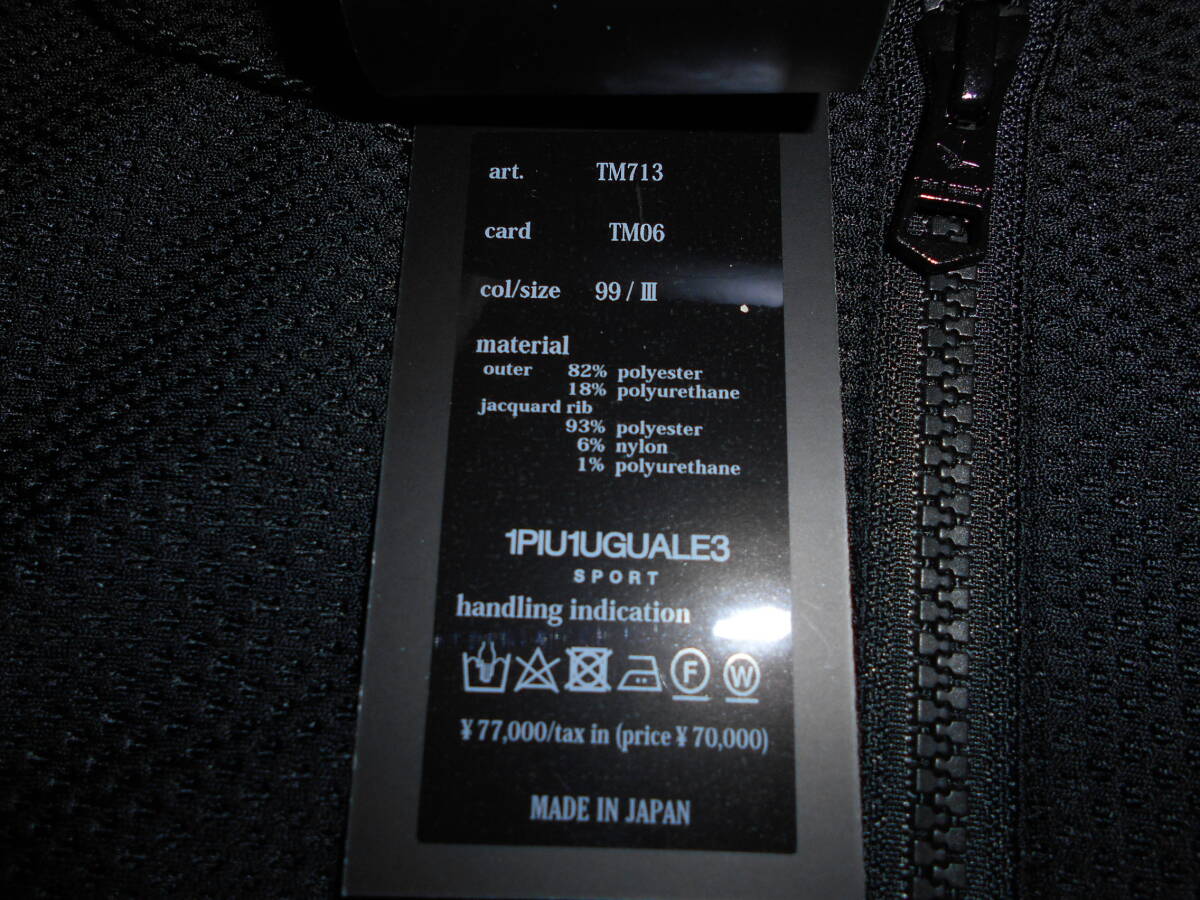 art. TM713
card TM06
col/size 99 / Ⅲ
material
outer 82% polyester
18% polyurethane
jacquard rib
93% polyester
6% nylon
1% polyurethane
1PIU1UGUALE3
SPORT
handling indication
F W
¥77,000/tax in (price ¥70,000)
MADE IN JAPAN